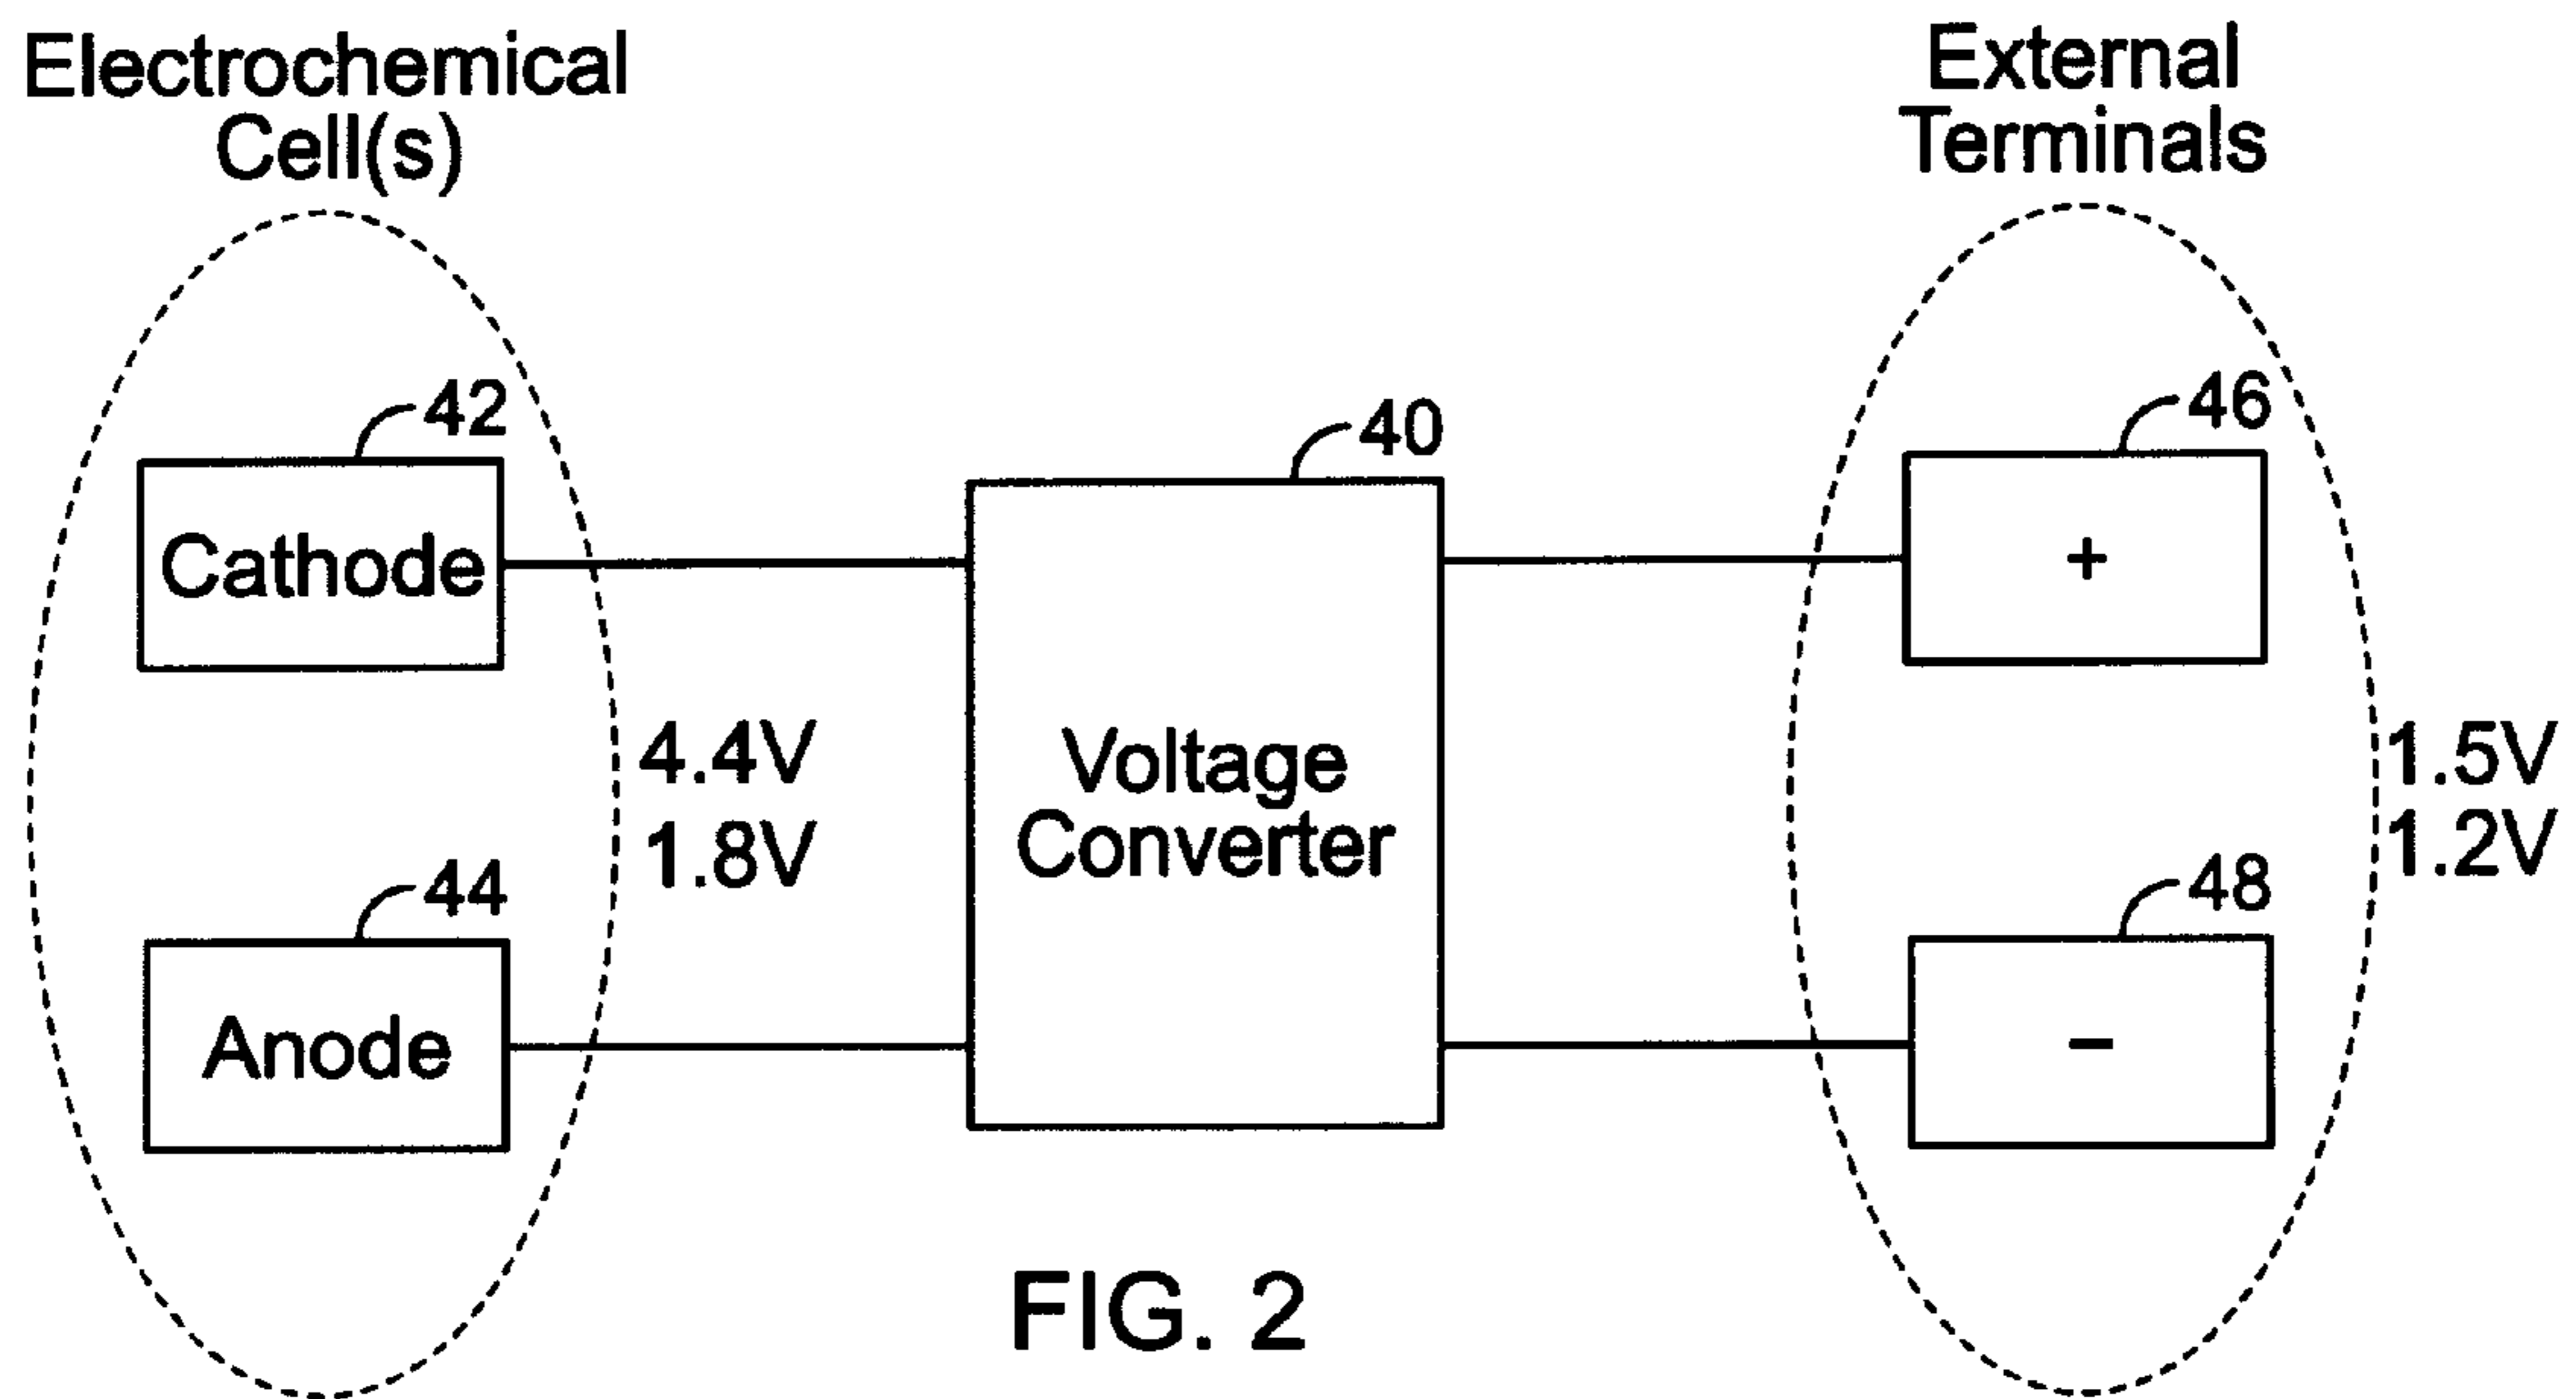 Electrochemical
Cell(s)
External
Terminals
42
Cathode
40
46
+
4.4V
1.8V
Voltage
Converter
1.5V
1.2V
44
Anode
48
−
FIG. 2